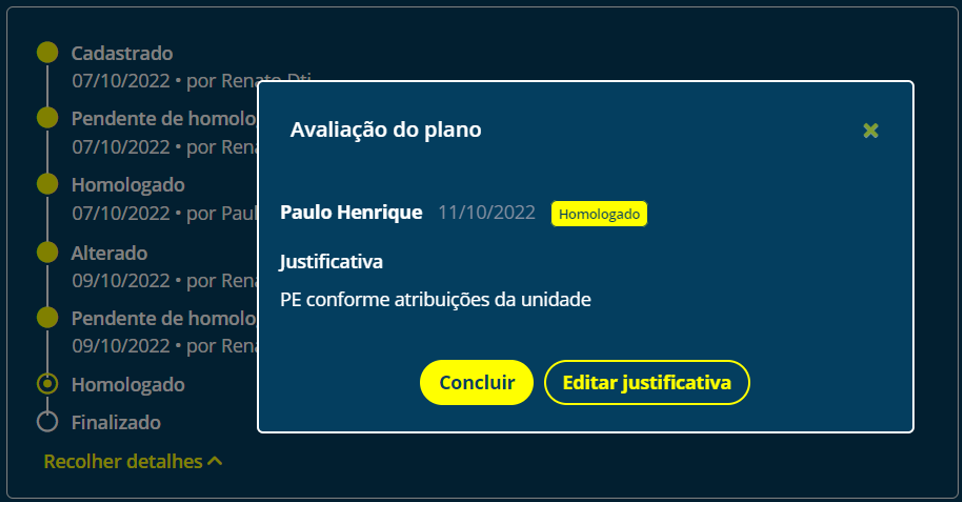 Cadastrado
07/10/2022 • por Renato Dti
Pendente de homolo
07/10/2022 • por Rena
Homologado
07/10/2022 • por Paul
Alterado
09/10/2022 • por Rena
Pendente de homolo
09/10/2022 • por Rena
Homologado
Finalizado
Recolher detalhes
Avaliação do plano
Paulo Henrique 11/10/2022 Homologado
Justificativa
PE conforme atribuições da unidade
Concluir Editar justificativa